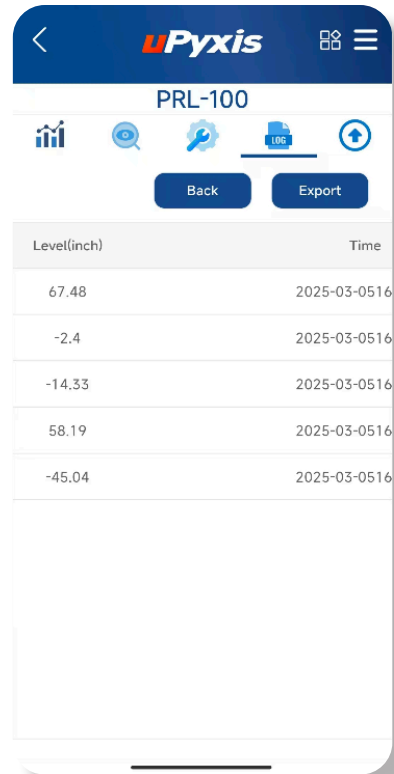 uPyxis
PRL-100
LOG
Back Export
Level(inch) Time
67.48 2025-03-0516
-2.4 2025-03-0516
-14.33 2025-03-0516
58.19 2025-03-0516
-45.04 2025-03-0516